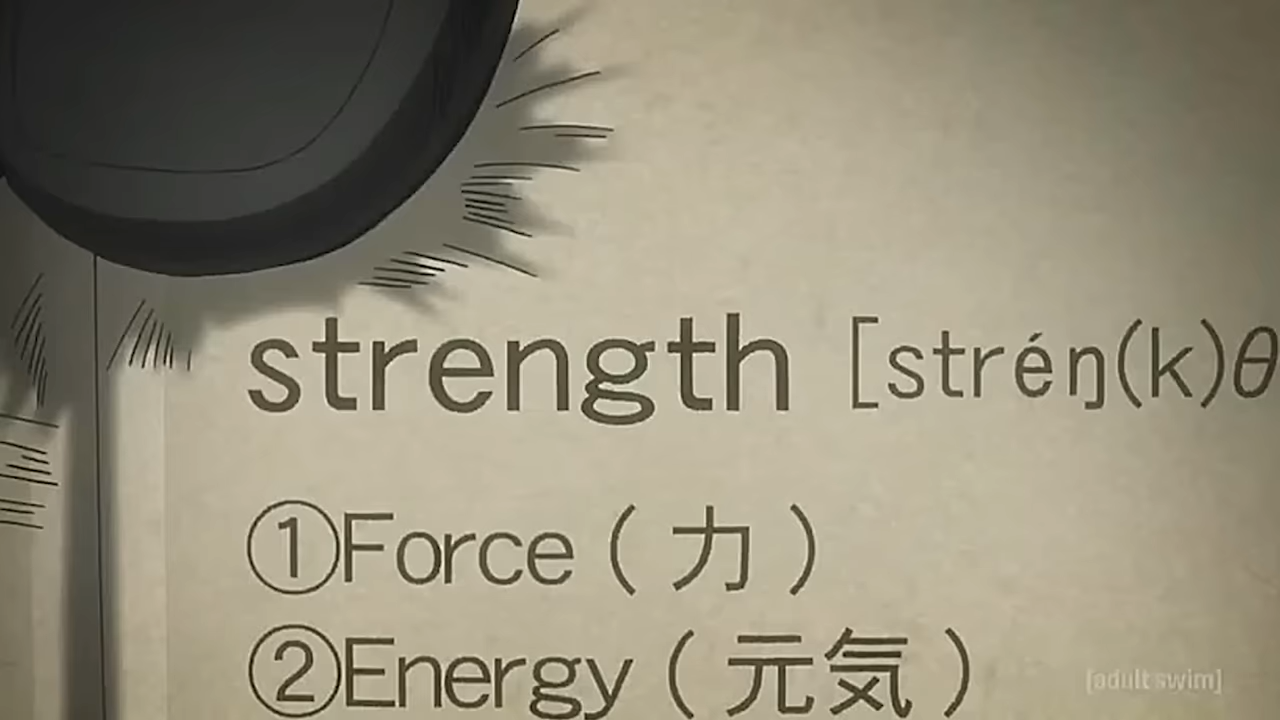 strength [stréŋ(k)θ
①Force ( 力 )
②Energy ( 元気 )
[adult swim]